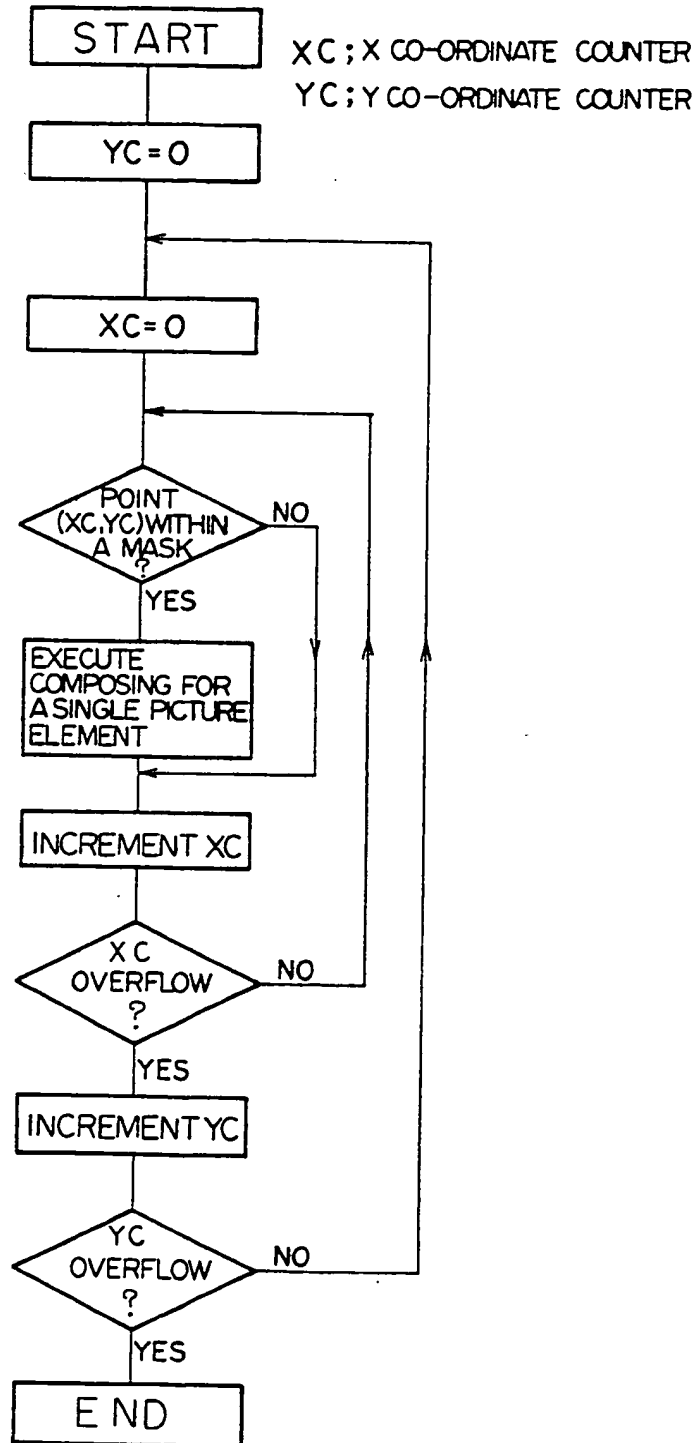 START
XC; X CO-ORDINATE COUNTER
YC; Y CO-ORDINATE COUNTER
YC=0
XC=0
POINT
(XC,YC) WITHIN
A MASK
?
NO
YES
EXECUTE
COMPOSING FOR
A SINGLE PICTURE
ELEMENT
INCREMENT XC
XC
OVERFLOW
?
NO
YES
INCREMENT YC
YC
OVERFLOW
?
NO
YES
END